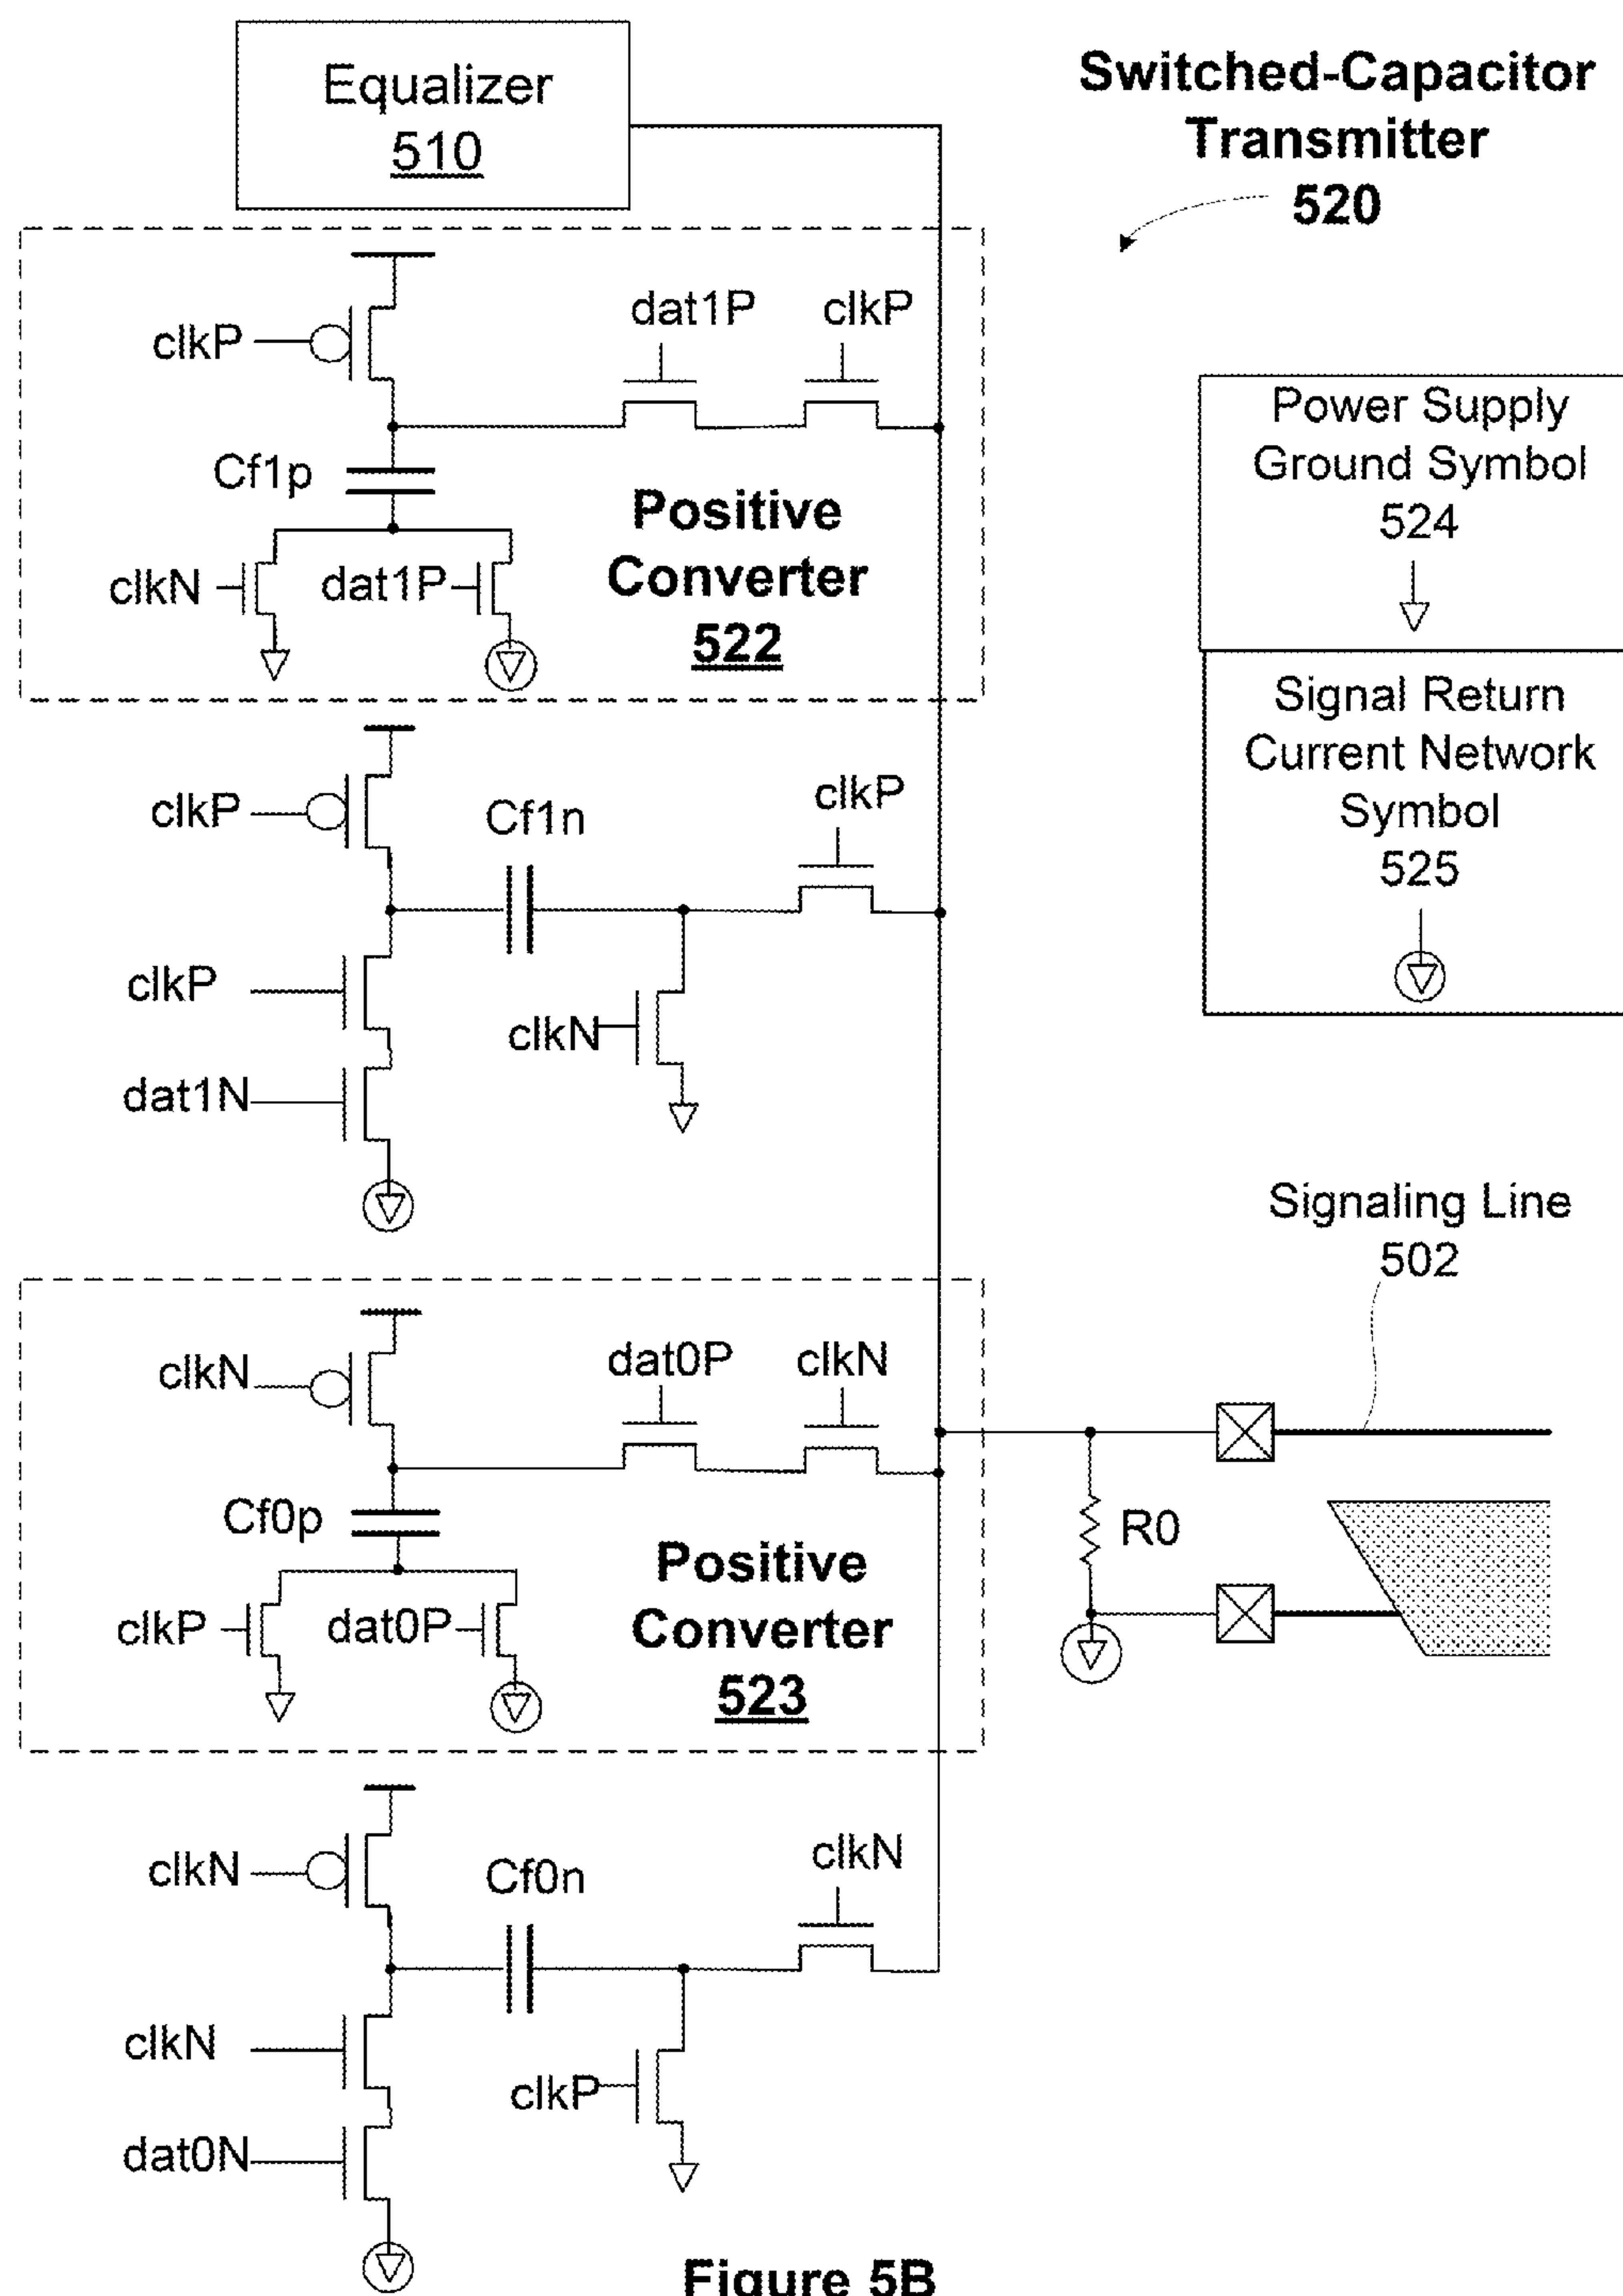 Equalizer
510
Switched-Capacitor
Transmitter
520
clkP
dat1P
clkP
Cf1p
clkN
dat1P
Positive
Converter
522
Power Supply
Ground Symbol
524
Signal Return
Current Network
Symbol
525
clkP
Cf1n
clkP
clkP
clkN
dat1N
Signaling Line
502
clkN
dat0P
clkN
Cf0p
clkP
dat0P
Positive
Converter
523
R0
clkN
Cf0n
clkN
clkN
clkP
dat0N
Figure 5B